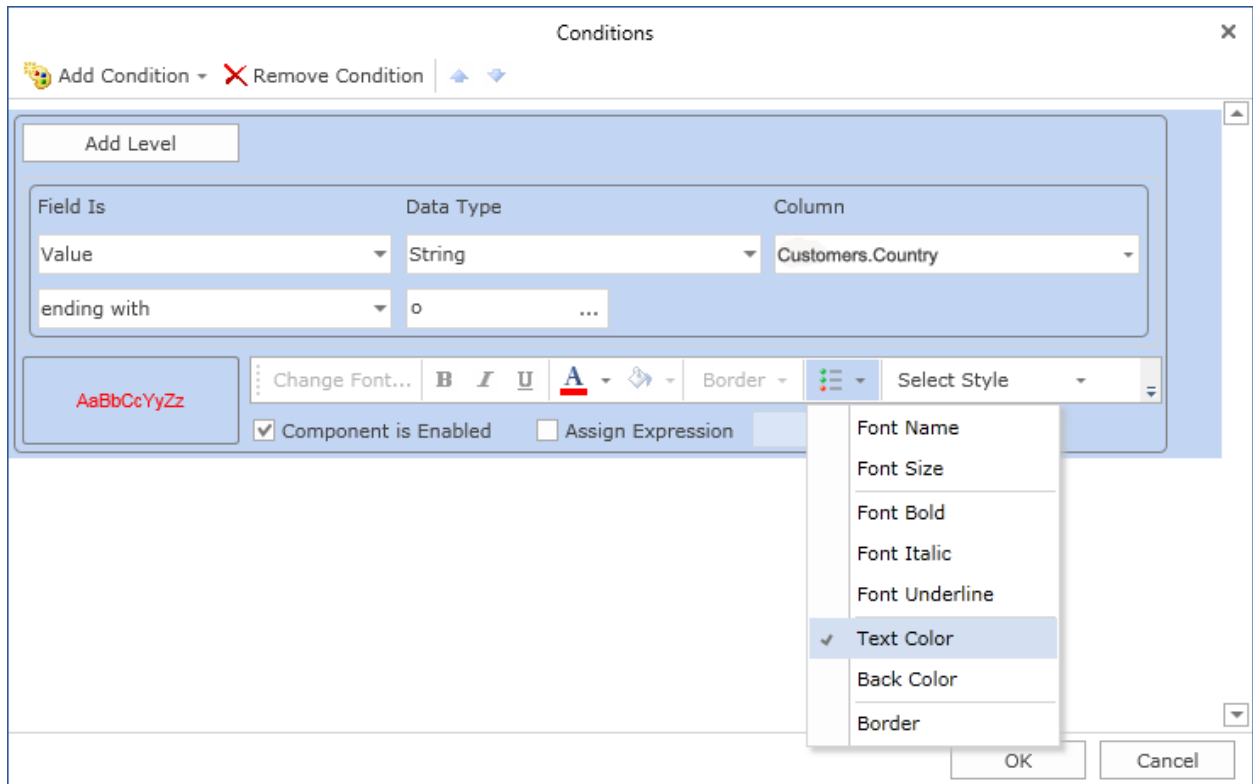 Conditions
Add Condition Remove Condition
Add Level
Field Is Data Type Column
Value String Customers.Country
ending with o ...
AaBbCcYyZz
Change Font... B I U A Border Select Style
Component is Enabled Assign Expression
Font Name
Font Size
Font Bold
Font Italic
Font Underline
Text Color
Back Color
Border
OK Cancel